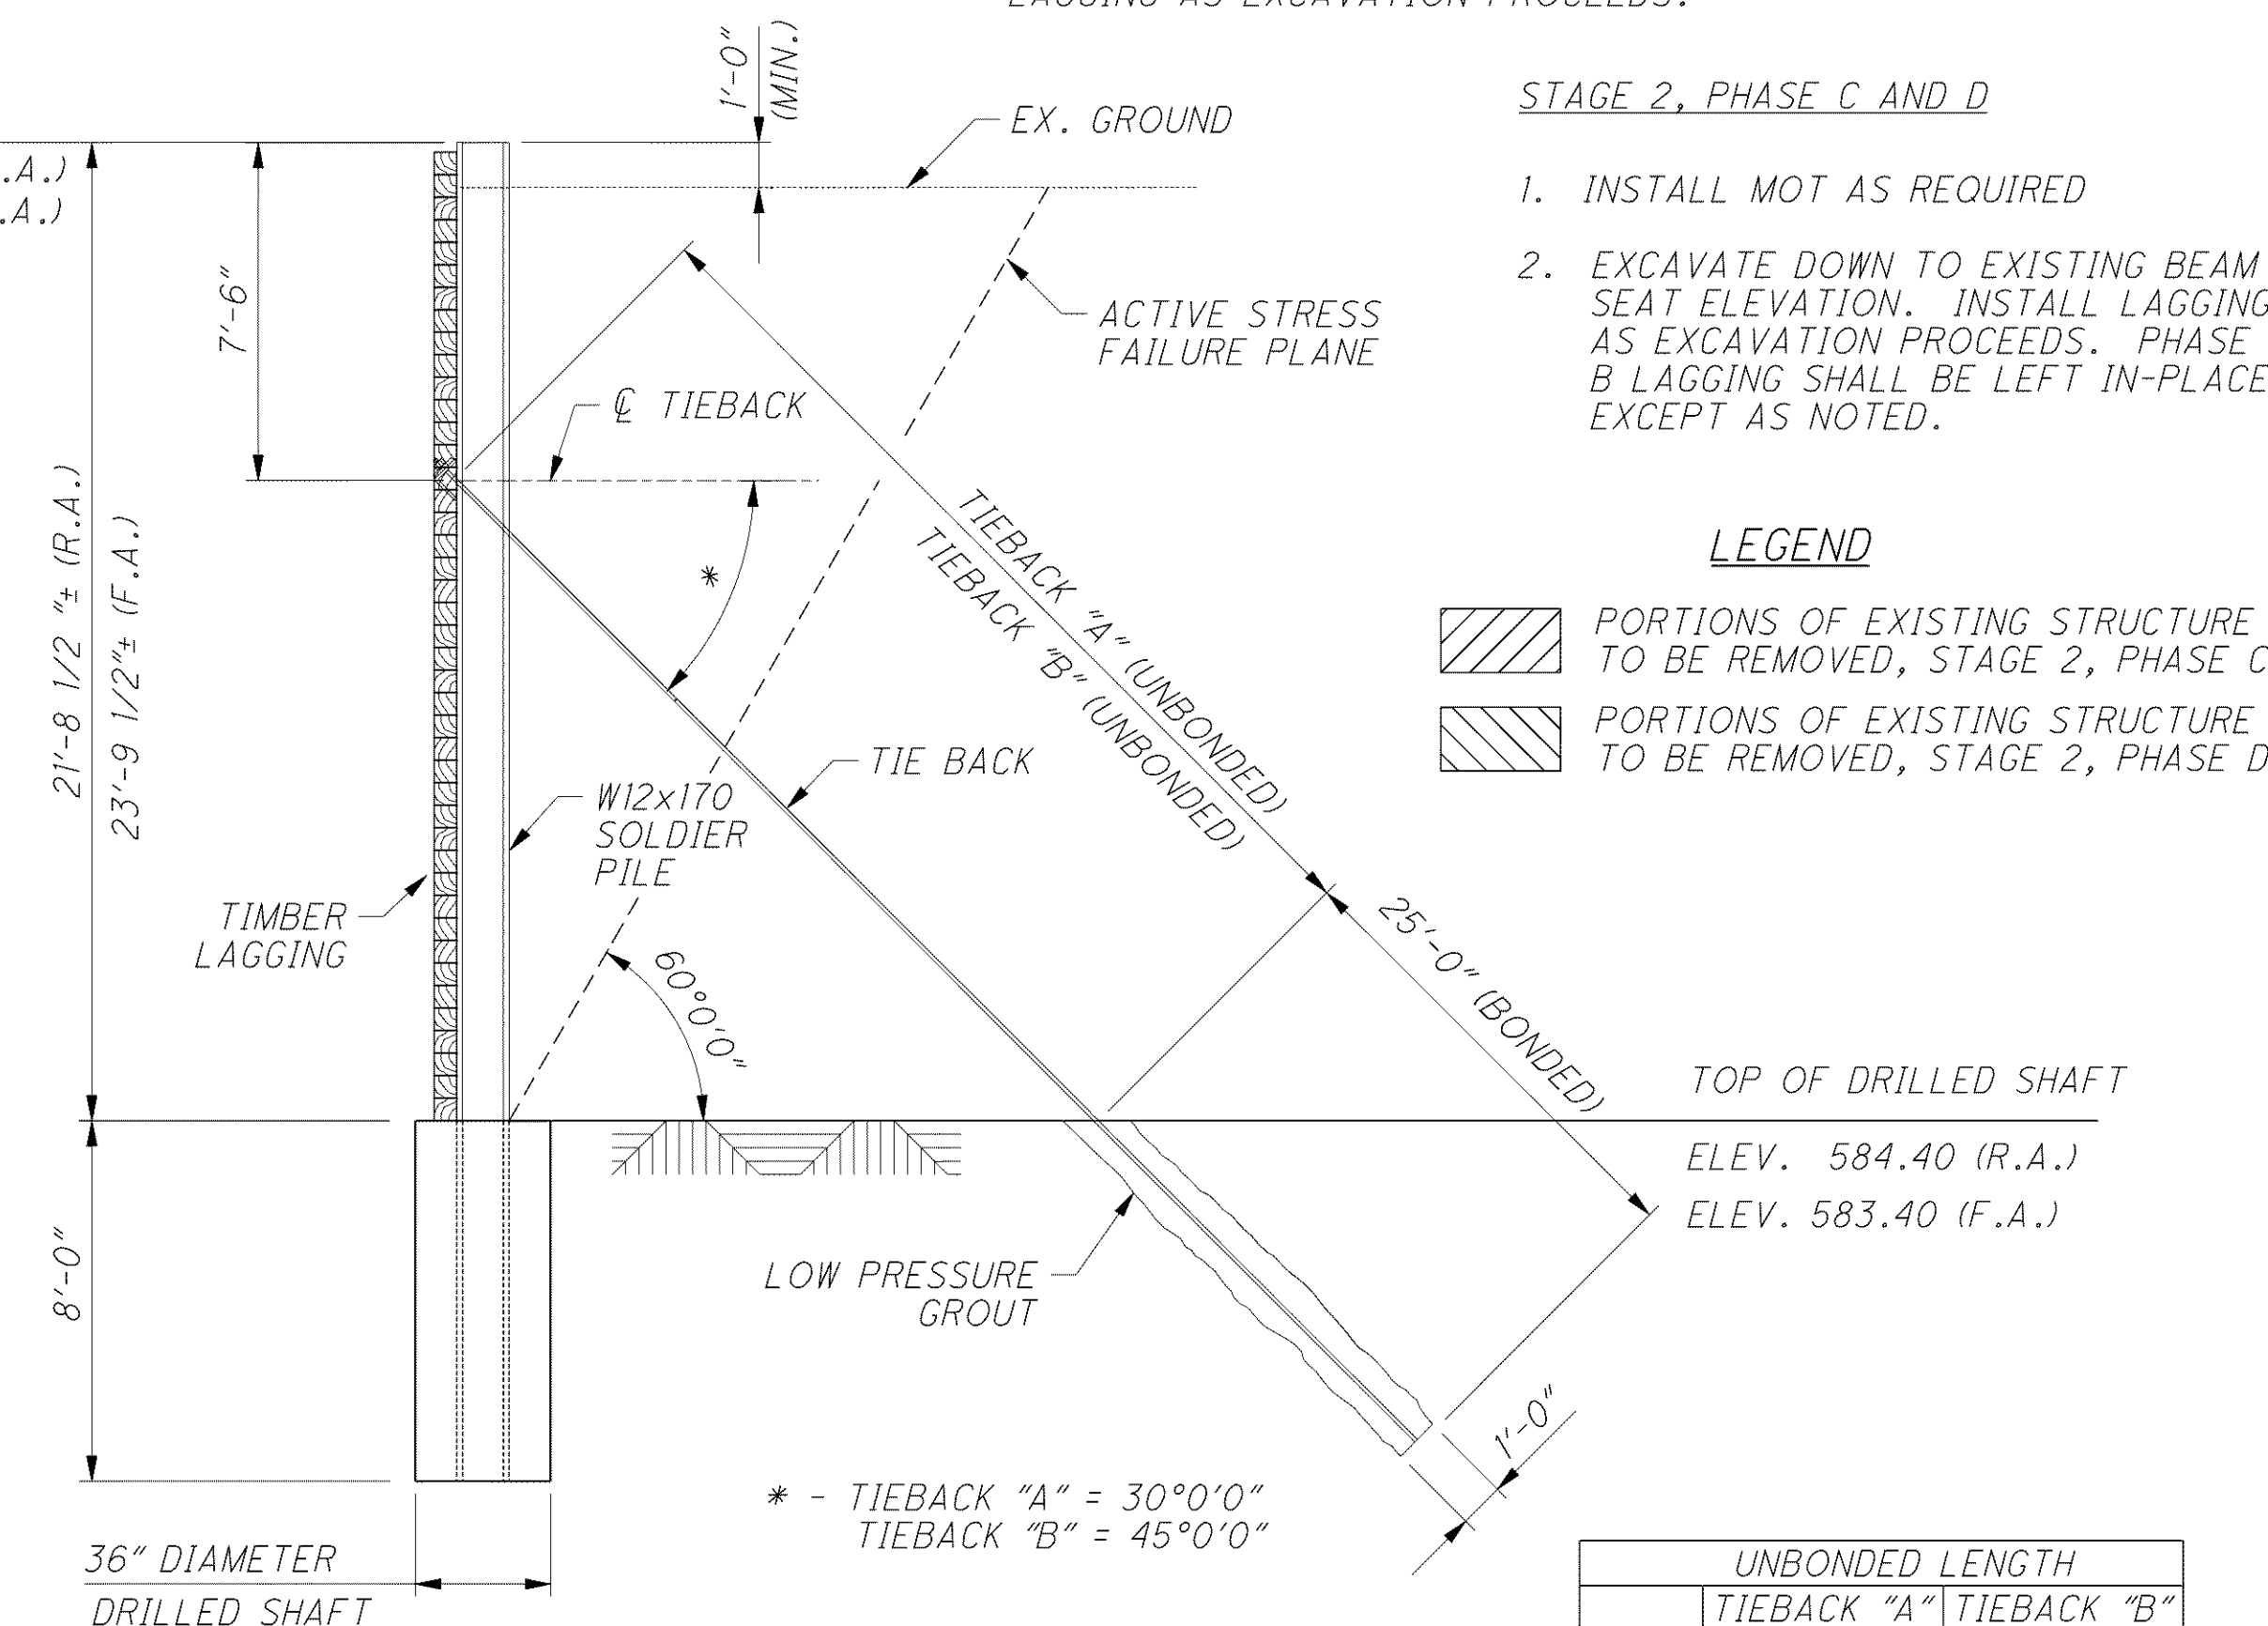 LAGGING AS EXCAVATION PROCEEDS.
1'-0"
(MIN.)
EX. GROUND
STAGE 2, PHASE C AND D
.A.)
.A.)
1. INSTALL MOT AS REQUIRED
2. EXCAVATE DOWN TO EXISTING BEAM
SEAT ELEVATION. INSTALL LAGGING
AS EXCAVATION PROCEEDS. PHASE
B LAGGING SHALL BE LEFT IN-PLACE
EXCEPT AS NOTED.
7'-6"
ACTIVE STRESS
FAILURE PLANE
℄ TIEBACK
21'-8 1/2 "± (R.A.)
23'-9 1/2"± (F.A.)
*
TIEBACK "A" (UNBONDED)
TIEBACK "B" (UNBONDED)
LEGEND
PORTIONS OF EXISTING STRUCTURE
TO BE REMOVED, STAGE 2, PHASE C
PORTIONS OF EXISTING STRUCTURE
TO BE REMOVED, STAGE 2, PHASE D
TIE BACK
W12x170
SOLDIER
PILE
TIMBER
LAGGING
60°0'0"
25'-0" (BONDED)
TOP OF DRILLED SHAFT
ELEV. 584.40 (R.A.)
ELEV. 583.40 (F.A.)
8'-0"
LOW PRESSURE
GROUT
1'-0"
* - TIEBACK "A" = 30°0'0"
TIEBACK "B" = 45°0'0"
36" DIAMETER
DRILLED SHAFT
UNBONDED LENGTH
TIEBACK "A" TIEBACK "B"